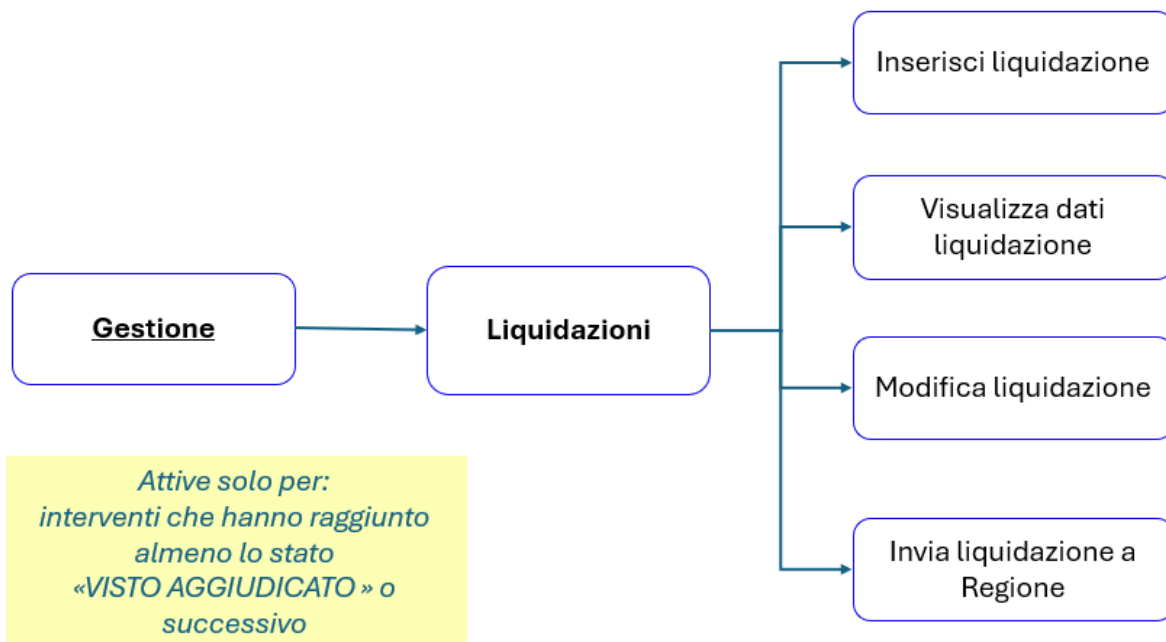 Inserisci liquidazione
Visualizza dati
liquidazione
Gestione
Liquidazioni
Modifica liquidazione
Attive solo per:
interventi che hanno raggiunto
almeno lo stato
«VISTO AGGIUDICATO » o
successivo
Invia liquidazione a
Regione